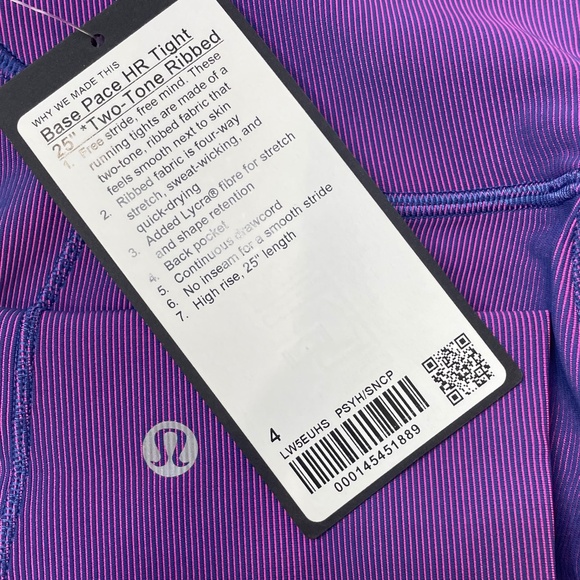 WHY WE MADE THIS
Base Pace HR Tight
25" *Two-Tone Ribbed
1. Free stride, free mind. These
running tights are made of a
two-tone, ribbed fabric that
feels smooth next to skin
2. Ribbed fabric is four-way
stretch, sweat-wicking, and
quick-drying
3. Added Lycra® fibre for stretch
and shape retention
4. Back pocket
5. Continuous drawcord
6. No inseam for a smooth stride
7. High rise, 25" length
4
LW5EUHS PSYH/SNCP
000145451889